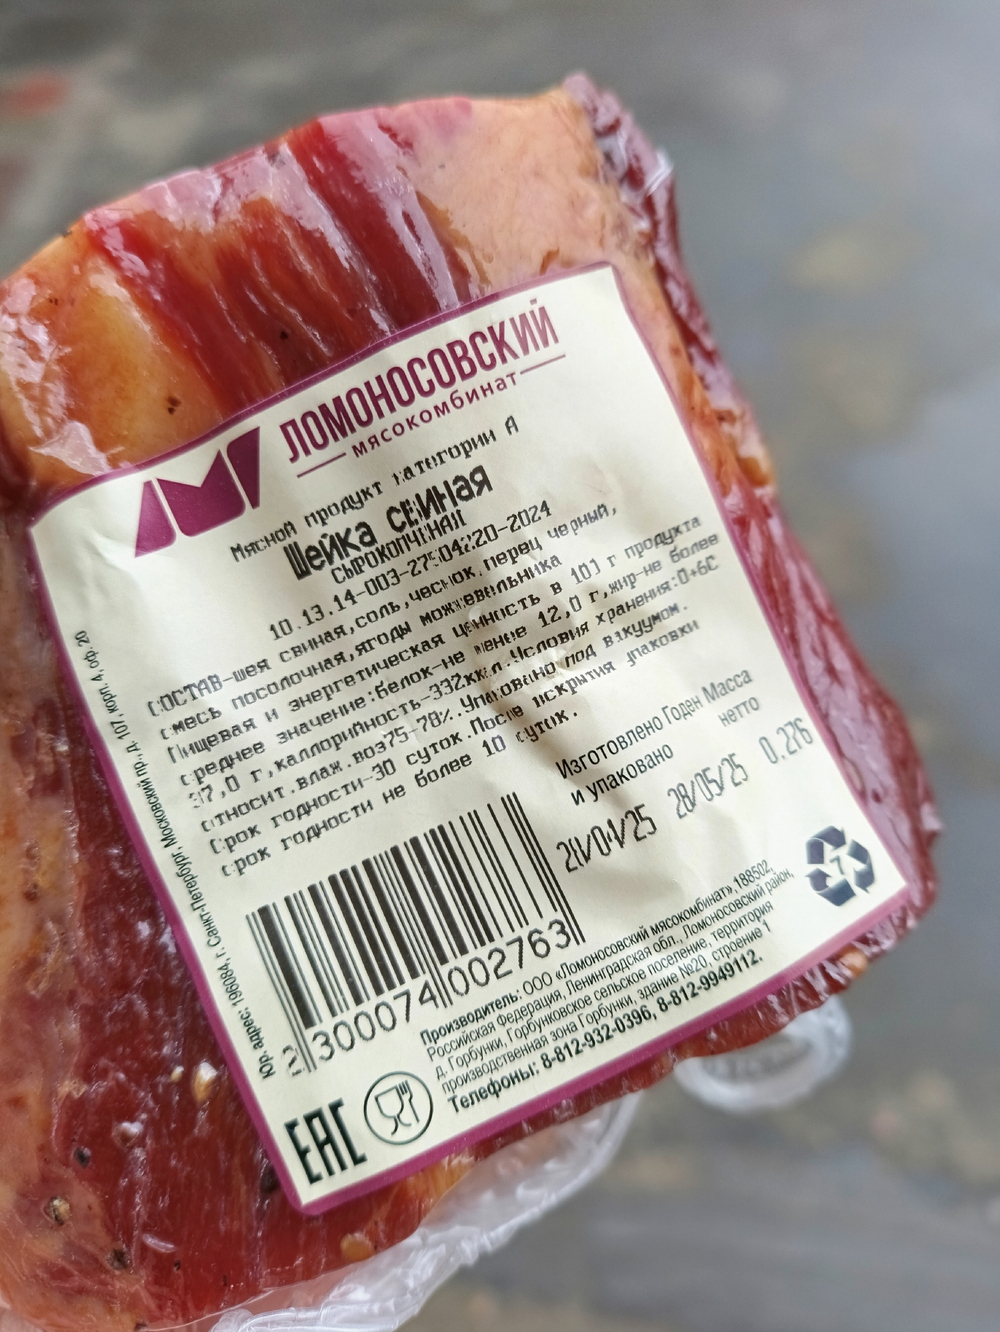 ЛОМОНОСОВСКИЙ
мясокомбинат
Мясной продукт категории А
Шейка СВИНАЯ
СЫРОКОПЧЕНАЯ
10.13.14-003-27504220-2024
СОСТАВ-шея свиная,соль,чеснок,перец черный,
смесь посолочная,ягоды можжевельника
Пищевая и энергетическая ценность в 100 г продукта
среднее значение:белок-не менее 12,0 г,жир-не более
37,0 г,каллорийность-332ккал.Условия хранения:0+6С
относит.влаж.воз75-78%.Упаковано под вакуумом.
Срок годности-30 суток.После вскрытия упаковки
срок годности не более 10 суток.
Изготовлено Годен Масса
и упаковано нетто
28/05/25 0.276
2 300074 002763
Производитель: ООО «Ломоносовский мясокомбинат», 188502,
Российская Федерация, Ленинградская обл., Ломоносовский район,
д. Горбунки, Горбунковское сельское поселение, территория
производственная зона Горбунки, здание №20, строение 1
Телефоны: 8-812-932-0396, 8-812-9949112.
7
ЕАС
Юр. адрес: 196084, г. Санкт-Петербург, Московский пр., д. 107 корп. 4, оф. 20